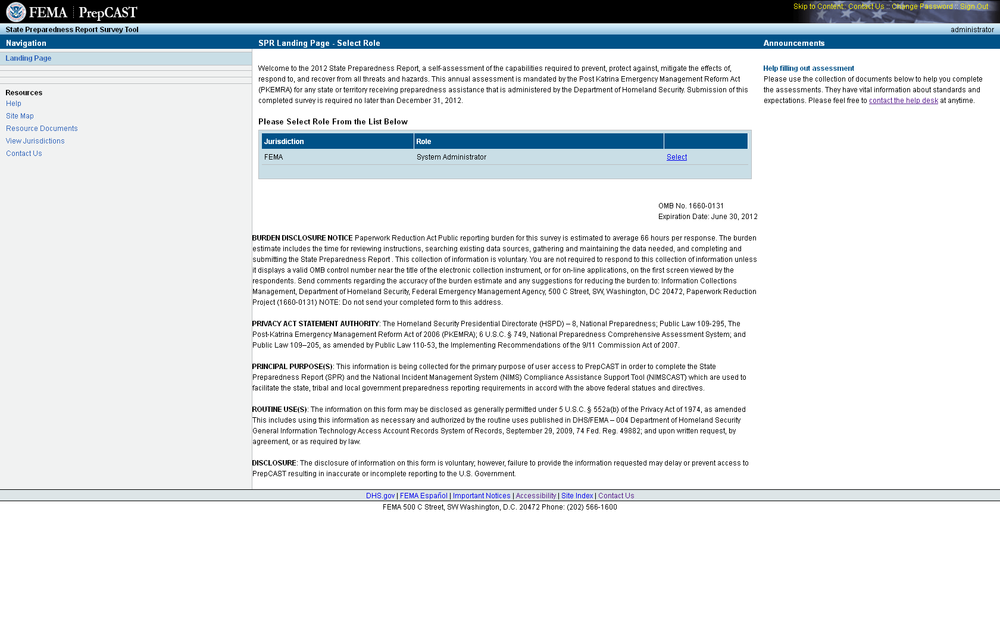 FEMA PrepCAST
Skip to Content:: Contact Us :: Change Password :: Sign Out
State Preparedness Report Survey Tool
administrator
Navigation
Landing Page
Resources
Help
Site Map
Resource Documents
View Jurisdictions
Contact Us
SPR Landing Page - Select Role
Welcome to the 2012 State Preparedness Report, a self-assessment of the capabilities required to prevent, protect against, mitigate the effects of,
respond to, and recover from all threats and hazards. This annual assessment is mandated by the Post Katrina Emergency Management Reform Act
(PKEMRA) for any state or territory receiving preparedness assistance that is administered by the Department of Homeland Security. Submission of this
completed survey is required no later than December 31, 2012.
Please Select Role From the List Below
Jurisdiction Role
FEMA System Administrator Select
OMB No. 1660-0131
Expiration Date: June 30, 2012
BURDEN DISCLOSURE NOTICE Paperwork Reduction Act Public reporting burden for this survey is estimated to average 66 hours per response. The burden
estimate includes the time for reviewing instructions, searching existing data sources, gathering and maintaining the data needed, and completing and
submitting the State Preparedness Report . This collection of information is voluntary. You are not required to respond to this collection of information unless
it displays a valid OMB control number near the title of the electronic collection instrument, or for on-line applications, on the first screen viewed by the
respondents. Send comments regarding the accuracy of the burden estimate and any suggestions for reducing the burden to: Information Collections
Management, Department of Homeland Security, Federal Emergency Management Agency, 500 C Street, SW, Washington, DC 20472, Paperwork Reduction
Project (1660-0131) NOTE: Do not send your completed form to this address.
PRIVACY ACT STATEMENT AUTHORITY: The Homeland Security Presidential Directorate (HSPD) – 8, National Preparedness; Public Law 109-295, The
Post-Katrina Emergency Management Reform Act of 2006 (PKEMRA); 6 U.S.C. § 749, National Preparedness Comprehensive Assessment System; and
Public Law 109–205, as amended by Public Law 110-53, the Implementing Recommendations of the 9/11 Commission Act of 2007.
PRINCIPAL PURPOSE(S): This information is being collected for the primary purpose of user access to PrepCAST in order to complete the State
Preparedness Report (SPR) and the National Incident Management System (NIMS) Compliance Assistance Support Tool (NIMSCAST) which are used to
facilitate the state, tribal and local government preparedness reporting requirements in accord with the above federal statues and directives.
ROUTINE USE(S): The information on this form may be disclosed as generally permitted under 5 U.S.C. § 552a(b) of the Privacy Act of 1974, as amended
This includes using this information as necessary and authorized by the routine uses published in DHS/FEMA – 004 Department of Homeland Security
General Information Technology Access Account Records System of Records, September 29, 2009, 74 Fed. Reg. 49882; and upon written request, by
agreement, or as required by law.
DISCLOSURE: The disclosure of information on this form is voluntary; however, failure to provide the information requested may delay or prevent access to
PrepCAST resulting in inaccurate or incomplete reporting to the U.S. Government.
Announcements
Help filling out assessment
Please use the collection of documents below to help you complete
the assessments. They have vital information about standards and
expectations. Please feel free to contact the help desk at anytime.
DHS.gov | FEMA Español | Important Notices | Accessibility | Site Index | Contact Us
FEMA 500 C Street, SW Washington, D.C. 20472 Phone: (202) 566-1600